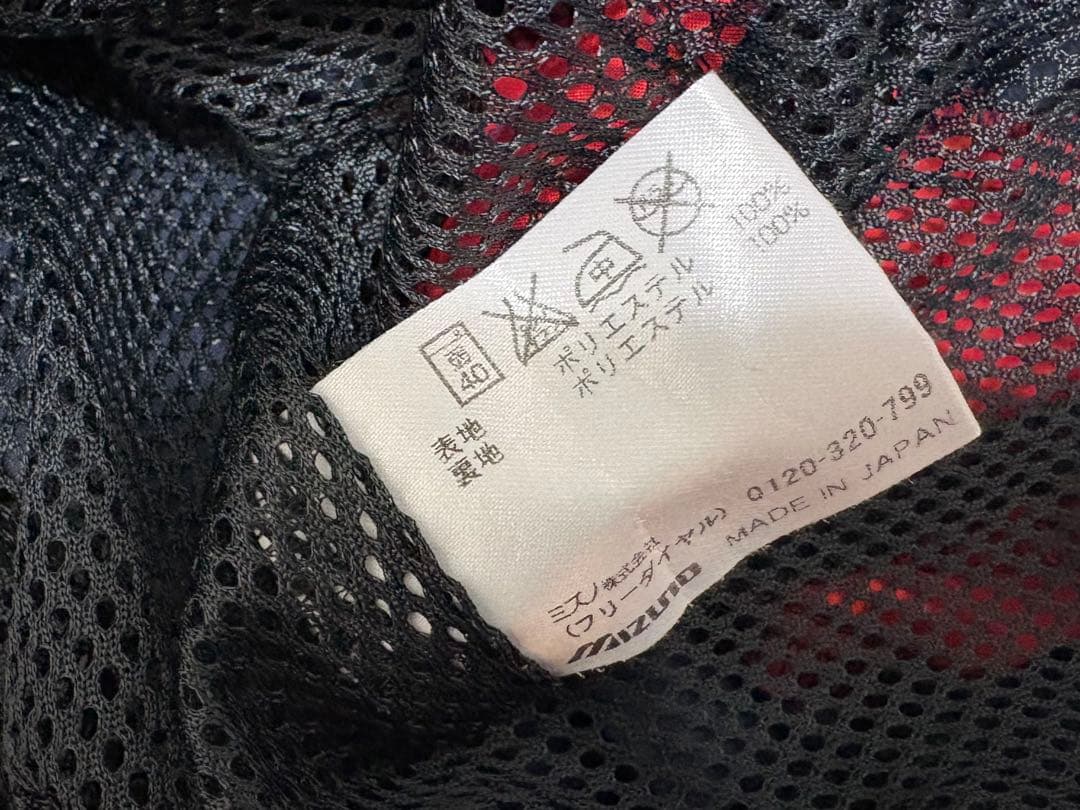 40
中
表地 ポリエステル 100%
裏地 ポリエステル 100%
ミズノ株式会社
(フリーダイヤル) 0120-320-799
MIZUNO MADE IN JAPAN